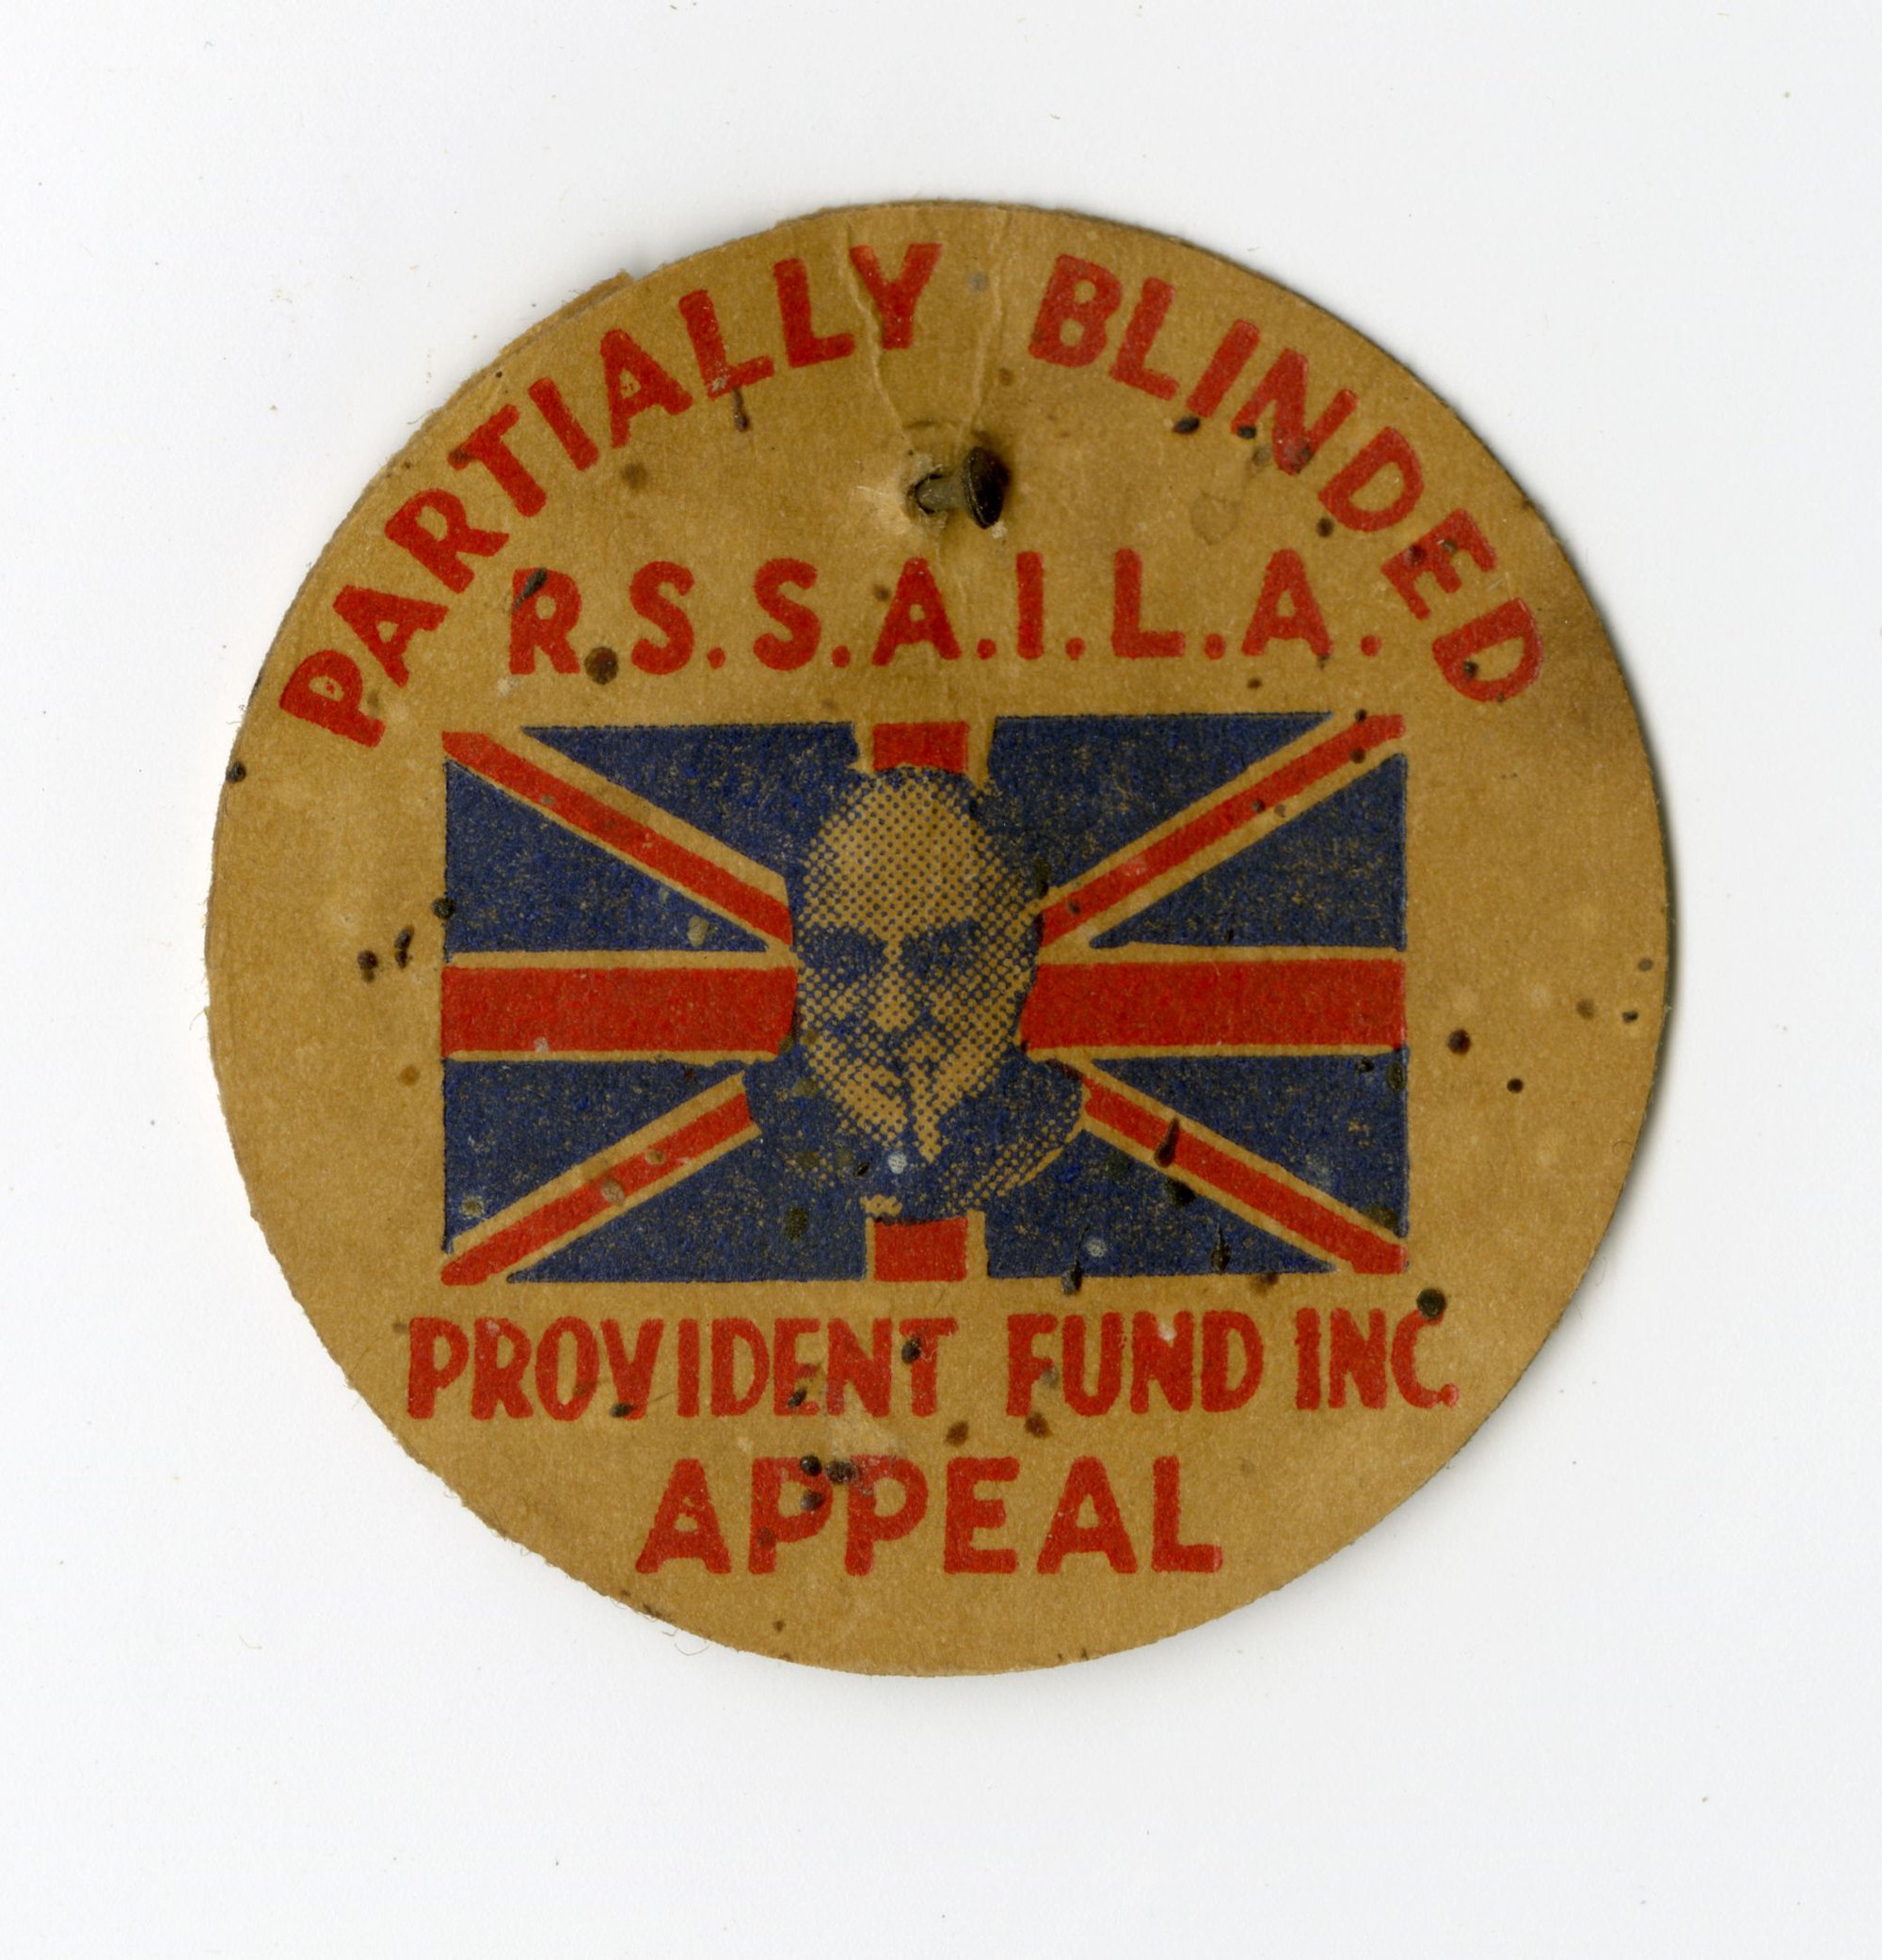 PARTIALLY BLINDED
R.S.S.A.I.L.A.
PROVIDENT FUND INC.
APPEAL